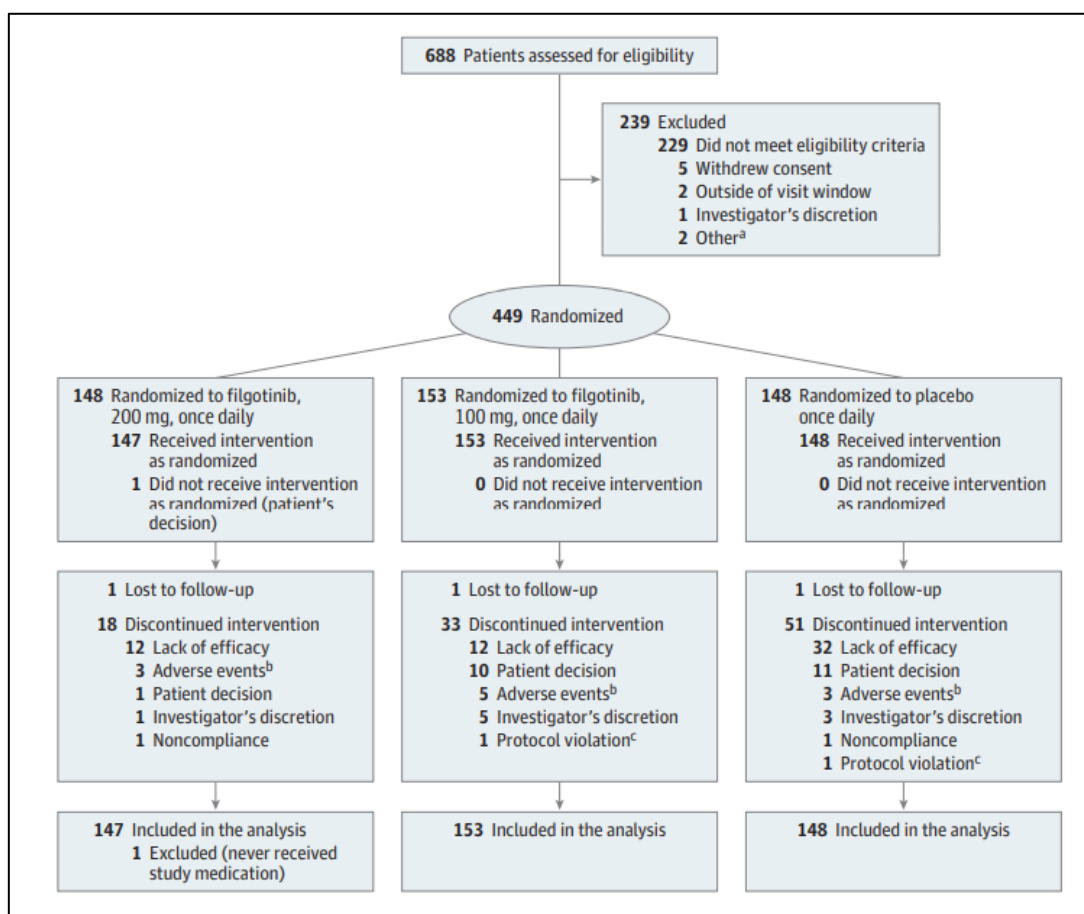 688 Patients assessed for eligibility
239 Excluded
229 Did not meet eligibility criteria
5 Withdrew consent
2 Outside of visit window
1 Investigator's discretion
2 Otherᵃ
449 Randomized
148 Randomized to filgotinib,
200 mg, once daily
147 Received intervention
as randomized
1 Did not receive intervention
as randomized (patient's
decision)
153 Randomized to filgotinib,
100 mg, once daily
153 Received intervention
as randomized
0 Did not receive intervention
as randomized
148 Randomized to placebo
once daily
148 Received intervention
as randomized
0 Did not receive intervention
as randomized
1 Lost to follow-up
18 Discontinued intervention
12 Lack of efficacy
3 Adverse eventsᵇ
1 Patient decision
1 Investigator's discretion
1 Noncompliance
1 Lost to follow-up
33 Discontinued intervention
12 Lack of efficacy
10 Patient decision
5 Adverse eventsᵇ
5 Investigator's discretion
1 Protocol violationᶜ
1 Lost to follow-up
51 Discontinued intervention
32 Lack of efficacy
11 Patient decision
3 Adverse eventsᵇ
3 Investigator's discretion
1 Noncompliance
1 Protocol violationᶜ
147 Included in the analysis
1 Excluded (never received
study medication)
153 Included in the analysis
148 Included in the analysis